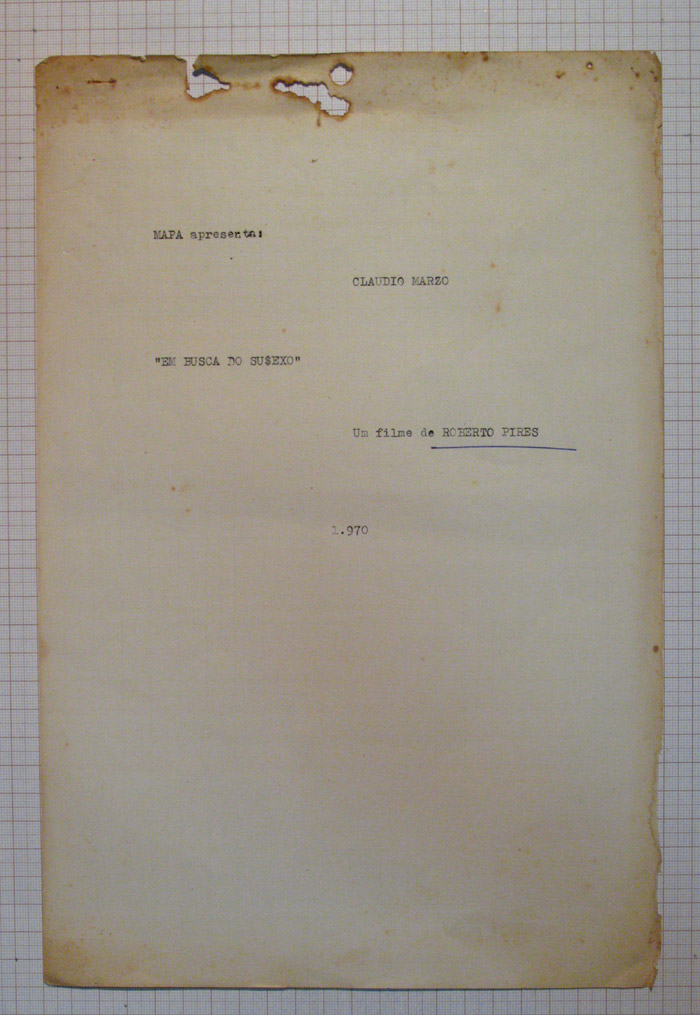 MAPA apresenta:
CLAUDIO MARZO
"EM BUSCA DO SU$EXO"
Um filme de ROBERTO PIRES
1.970